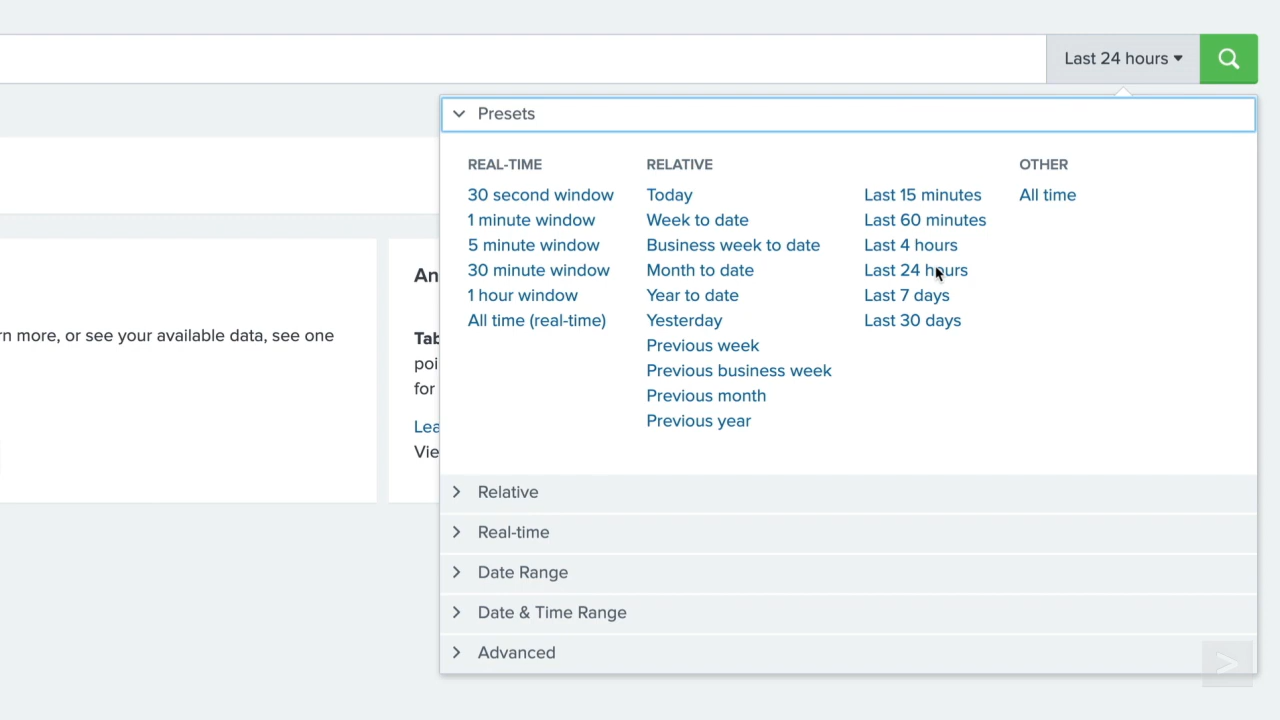 Last 24 hours
Presets
REAL-TIME
30 second window
1 minute window
5 minute window
30 minute window
1 hour window
All time (real-time)
RELATIVE
Today
Week to date
Business week to date
Month to date
Year to date
Yesterday
Previous week
Previous business week
Previous month
Previous year
Last 15 minutes
Last 60 minutes
Last 4 hours
Last 24 hours
Last 7 days
Last 30 days
OTHER
All time
Relative
Real-time
Date Range
Date & Time Range
Advanced
rn more, or see your available data, see one
An
Tab
poi
for
Lea
Vie